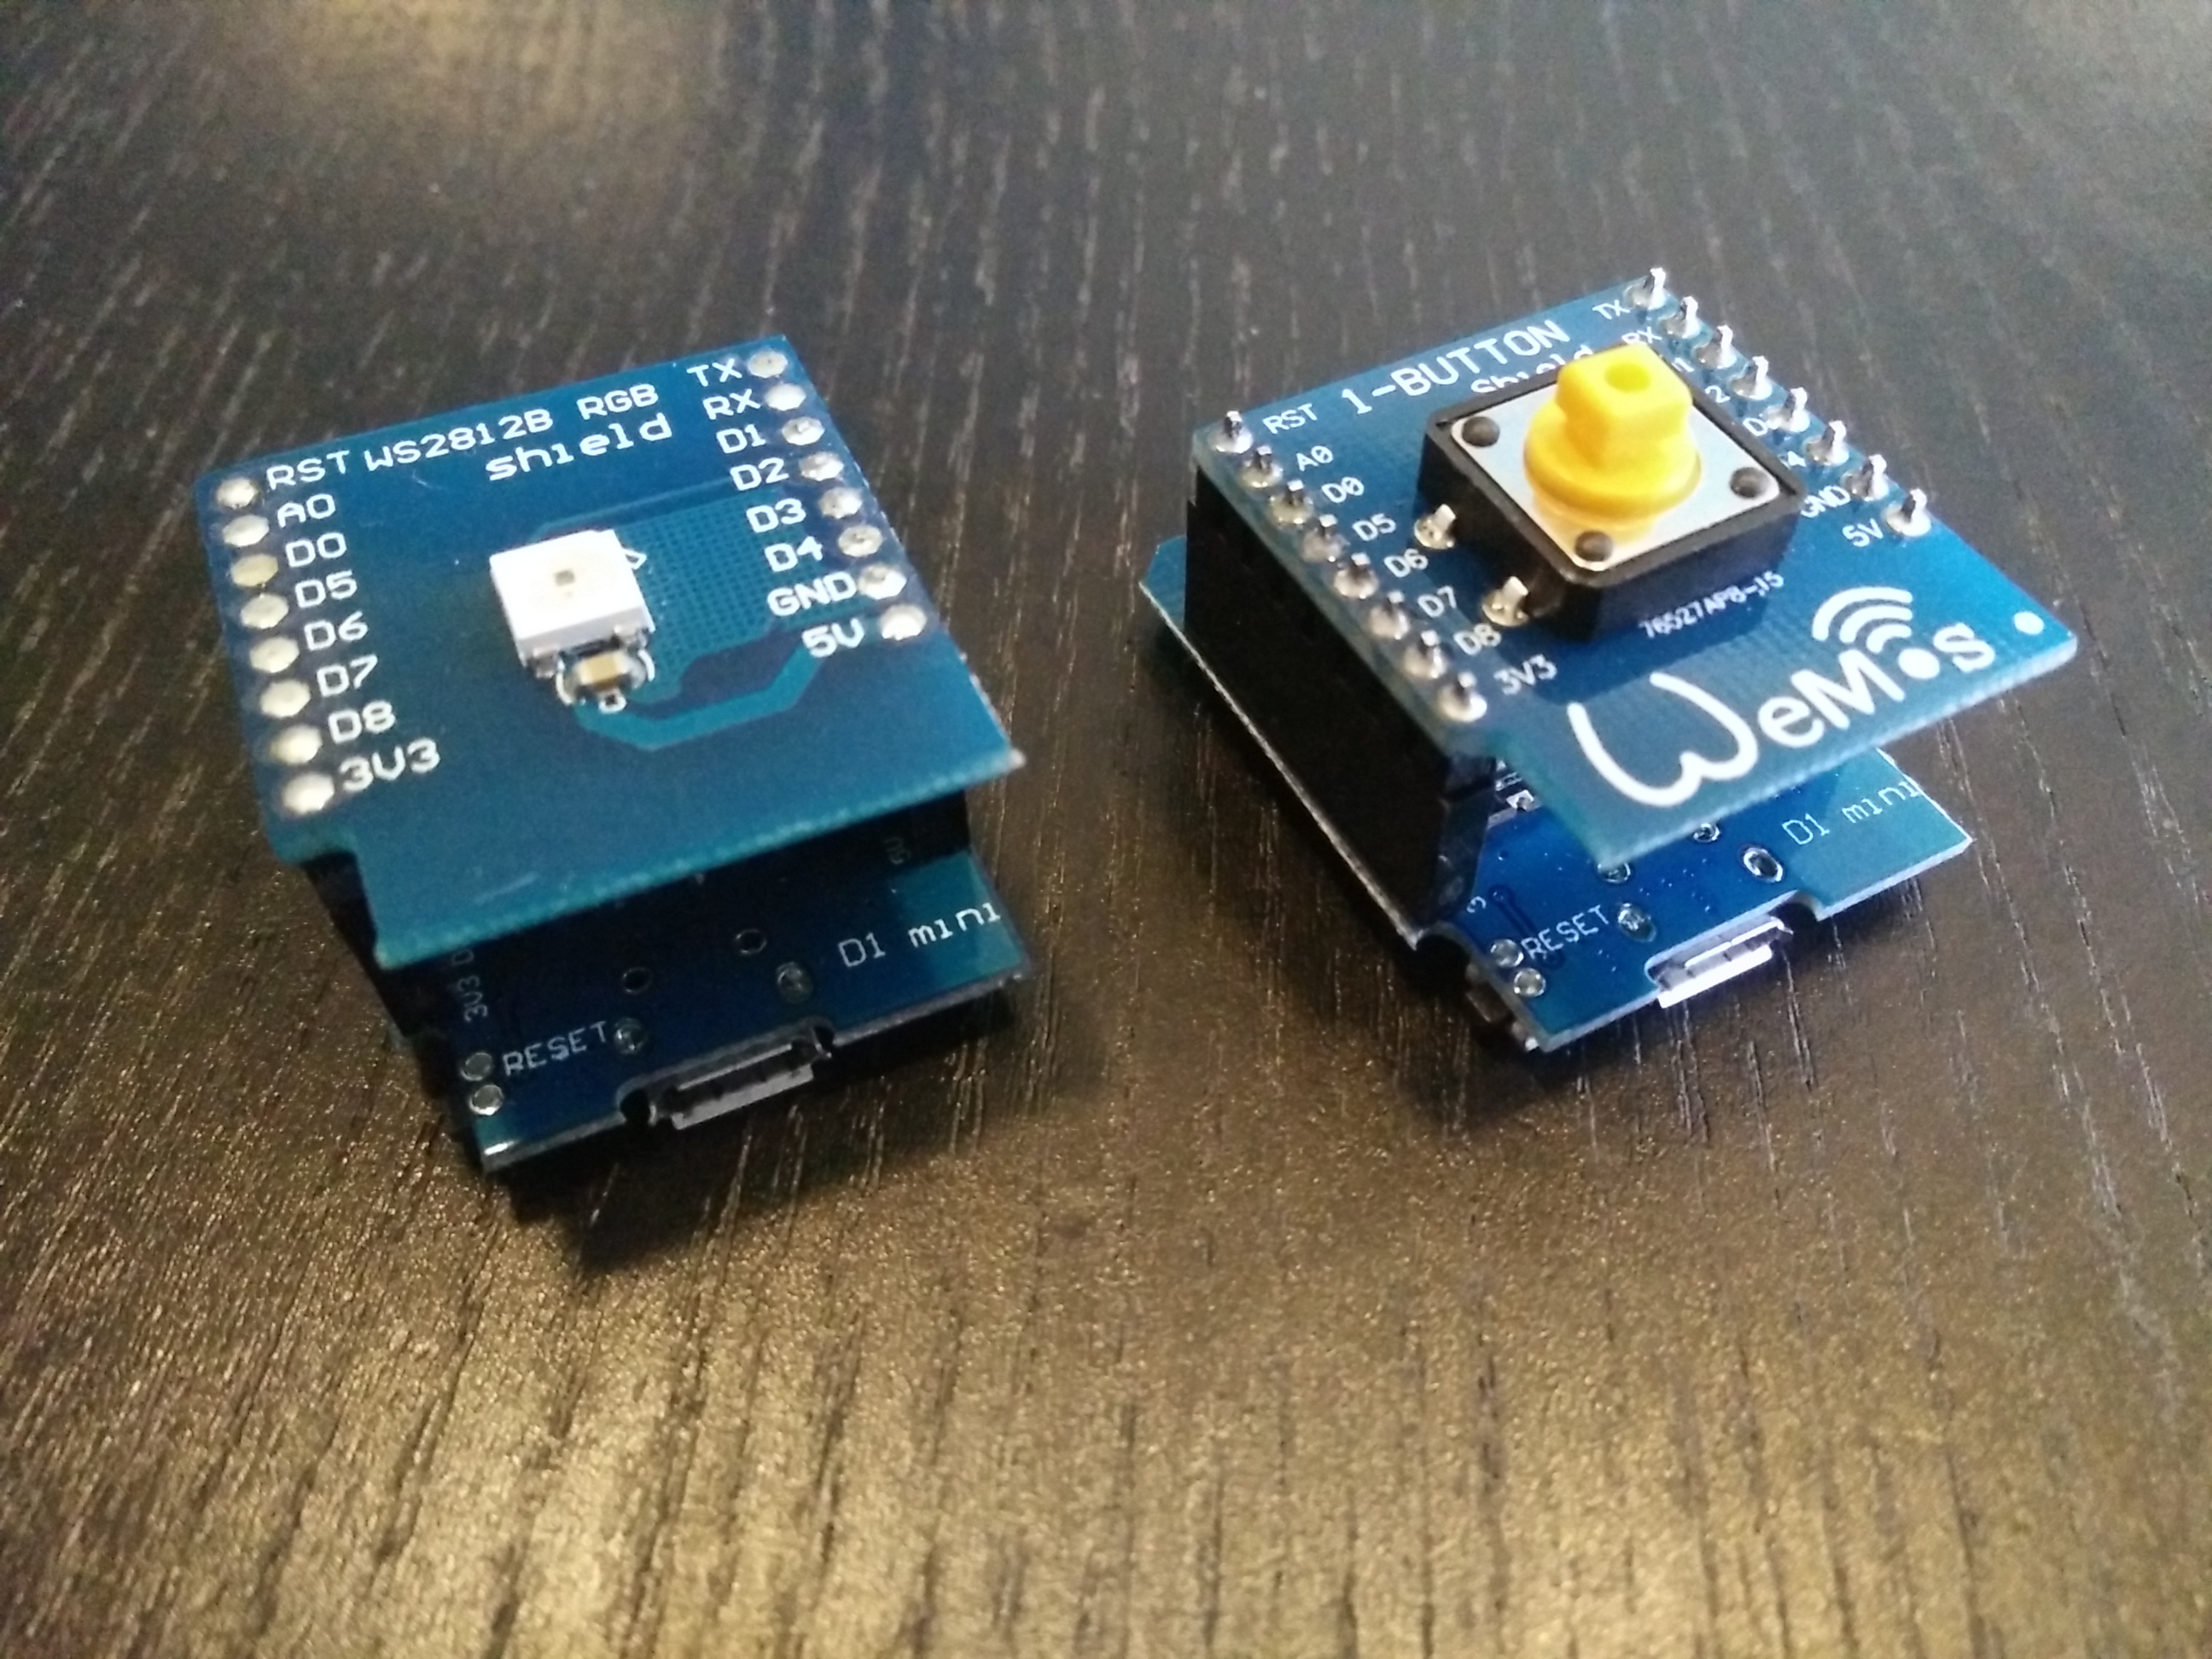 WS2812B RGB
shield
RST
A0
D0
D5
D6
D7
D8
3V3
TX
RX
D1
D2
D3
D4
GND
5V
3V3
D1 mini
RESET
1-BUTTON
Shield
RST
A0
D0
D5
D6
D7
D8
3V3
TX
RX
GND
5V
WeMos
D1 mini
RESET